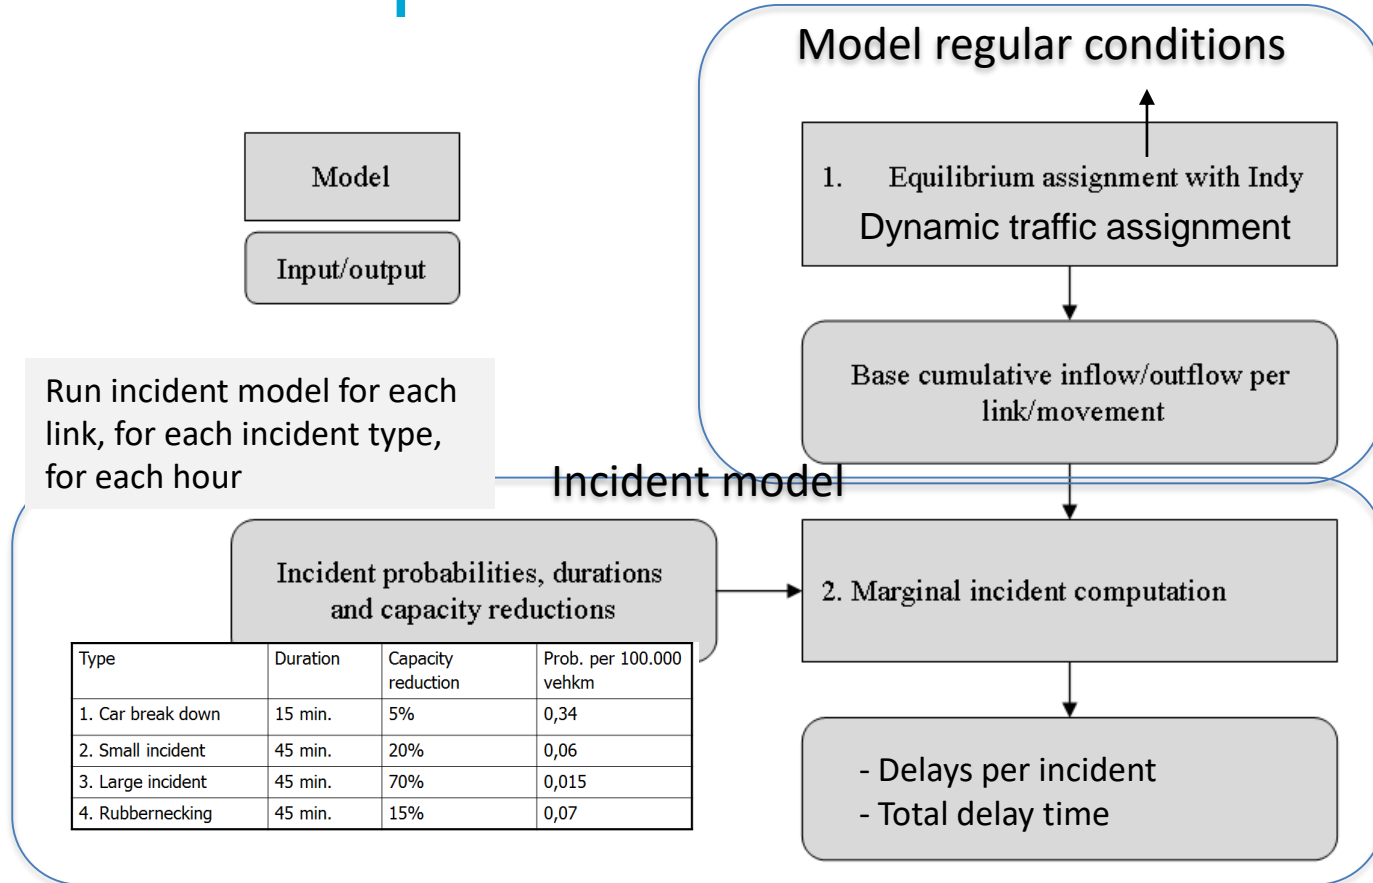 Model regular conditions
Model
Input/output
1. Equilibrium assignment with Indy
Dynamic traffic assignment
Base cumulative inflow/outflow per
link/movement
Run incident model for each
link, for each incident type,
for each hour
Incident model
Incident probabilities, durations
and capacity reductions
2. Marginal incident computation
Type Duration Capacity reduction Prob. per 100.000 vehkm
1. Car break down 15 min. 5% 0,34
2. Small incident 45 min. 20% 0,06
3. Large incident 45 min. 70% 0,015
4. Rubbernecking 45 min. 15% 0,07
- Delays per incident
- Total delay time